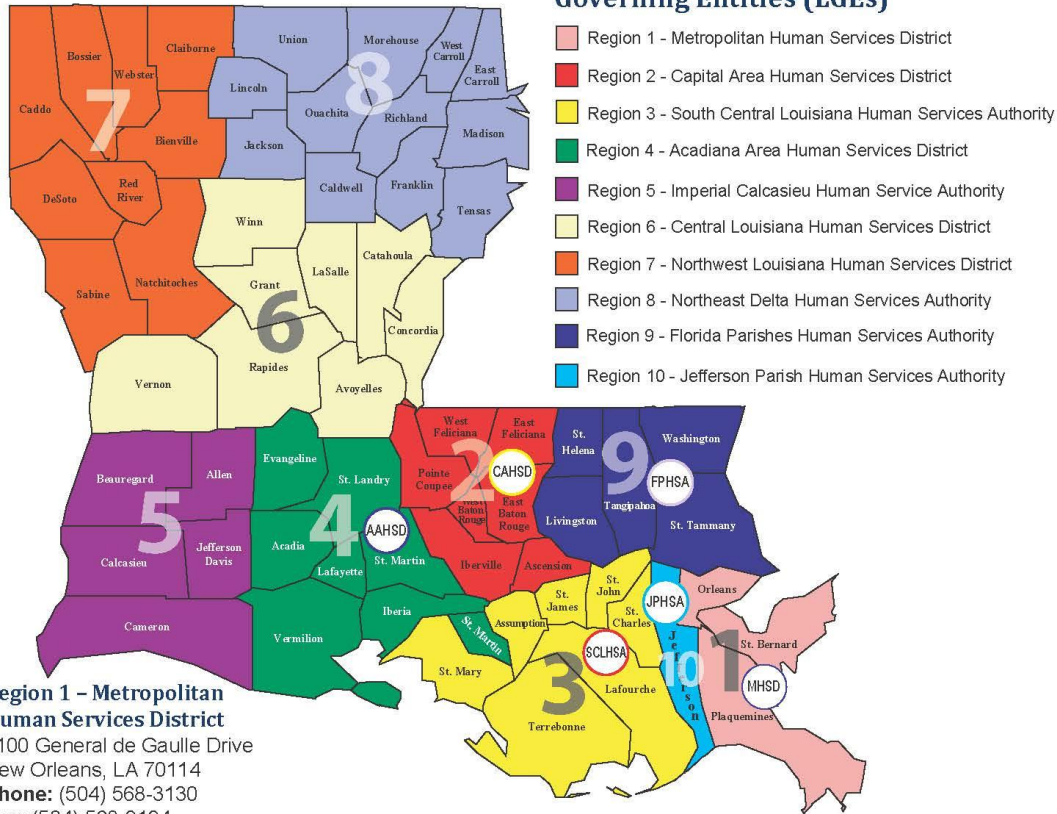 Governing Entities (LGEs)
Region 1 - Metropolitan Human Services District
Region 2 - Capital Area Human Services District
Region 3 - South Central Louisiana Human Services Authority
Region 4 - Acadiana Area Human Services District
Region 5 - Imperial Calcasieu Human Service Authority
Region 6 - Central Louisiana Human Services District
Region 7 - Northwest Louisiana Human Services District
Region 8 - Northeast Delta Human Services Authority
Region 9 - Florida Parishes Human Services Authority
Region 10 - Jefferson Parish Human Services Authority
7
Caddo
Bossier
Webster
Claiborne
Bienville
DeSoto
Red
River
Sabine
Natchitoches
8
Union
Morehouse
West
Carroll
East
Carroll
Lincoln
Ouachita
Richland
Madison
Jackson
Caldwell
Franklin
Tensas
6
Winn
Grant
LaSalle
Catahoula
Concordia
Rapides
Vernon
Avoyelles
5
Beauregard
Allen
Calcasieu
Jefferson
Davis
Cameron
4
Evangeline
St. Landry
AAHSD
Acadia
Lafayette
St. Martin
Iberia
Vermilion
St. Martin
2
West
Feliciana
East
Feliciana
CAHSD
Pointe
Coupee
West
Baton
Rouge
East
Baton
Rouge
Iberville
Ascension
9
St.
Helena
Washington
FPHSA
Tangipahoa
Livingston
St. Tammany
3
St.
James
St.
John
St.
Charles
Assumption
SCLHSA
St. Mary
Lafourche
Terrebonne
10
JPHSA
Jefferson
1
Orleans
St. Bernard
MHSD
Plaquemines
egion 1 – Metropolitan
uman Services District
100 General de Gaulle Drive
ew Orleans, LA 70114
hone: (504) 568-3130